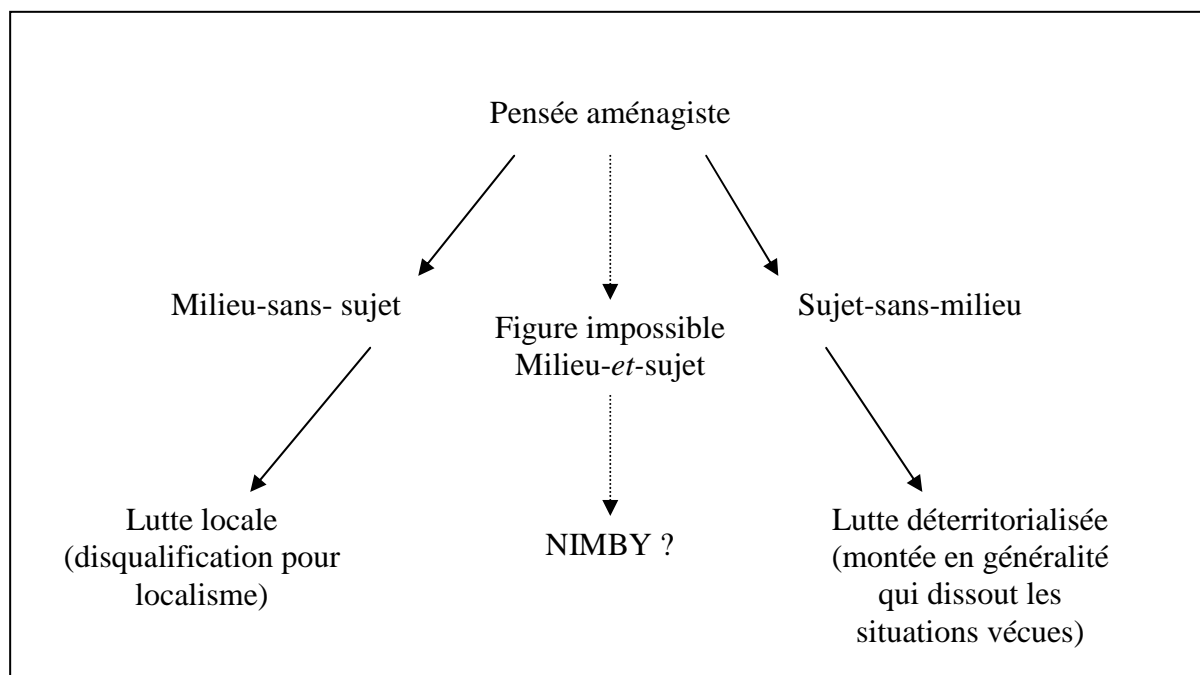 Pensée aménagiste
Milieu-sans- sujet
Figure impossible
Milieu-et-sujet
Sujet-sans-milieu
Lutte locale
(disqualification pour
localisme)
NIMBY ?
Lutte déterritorialisée
(montée en généralité
qui dissout les
situations vécues)